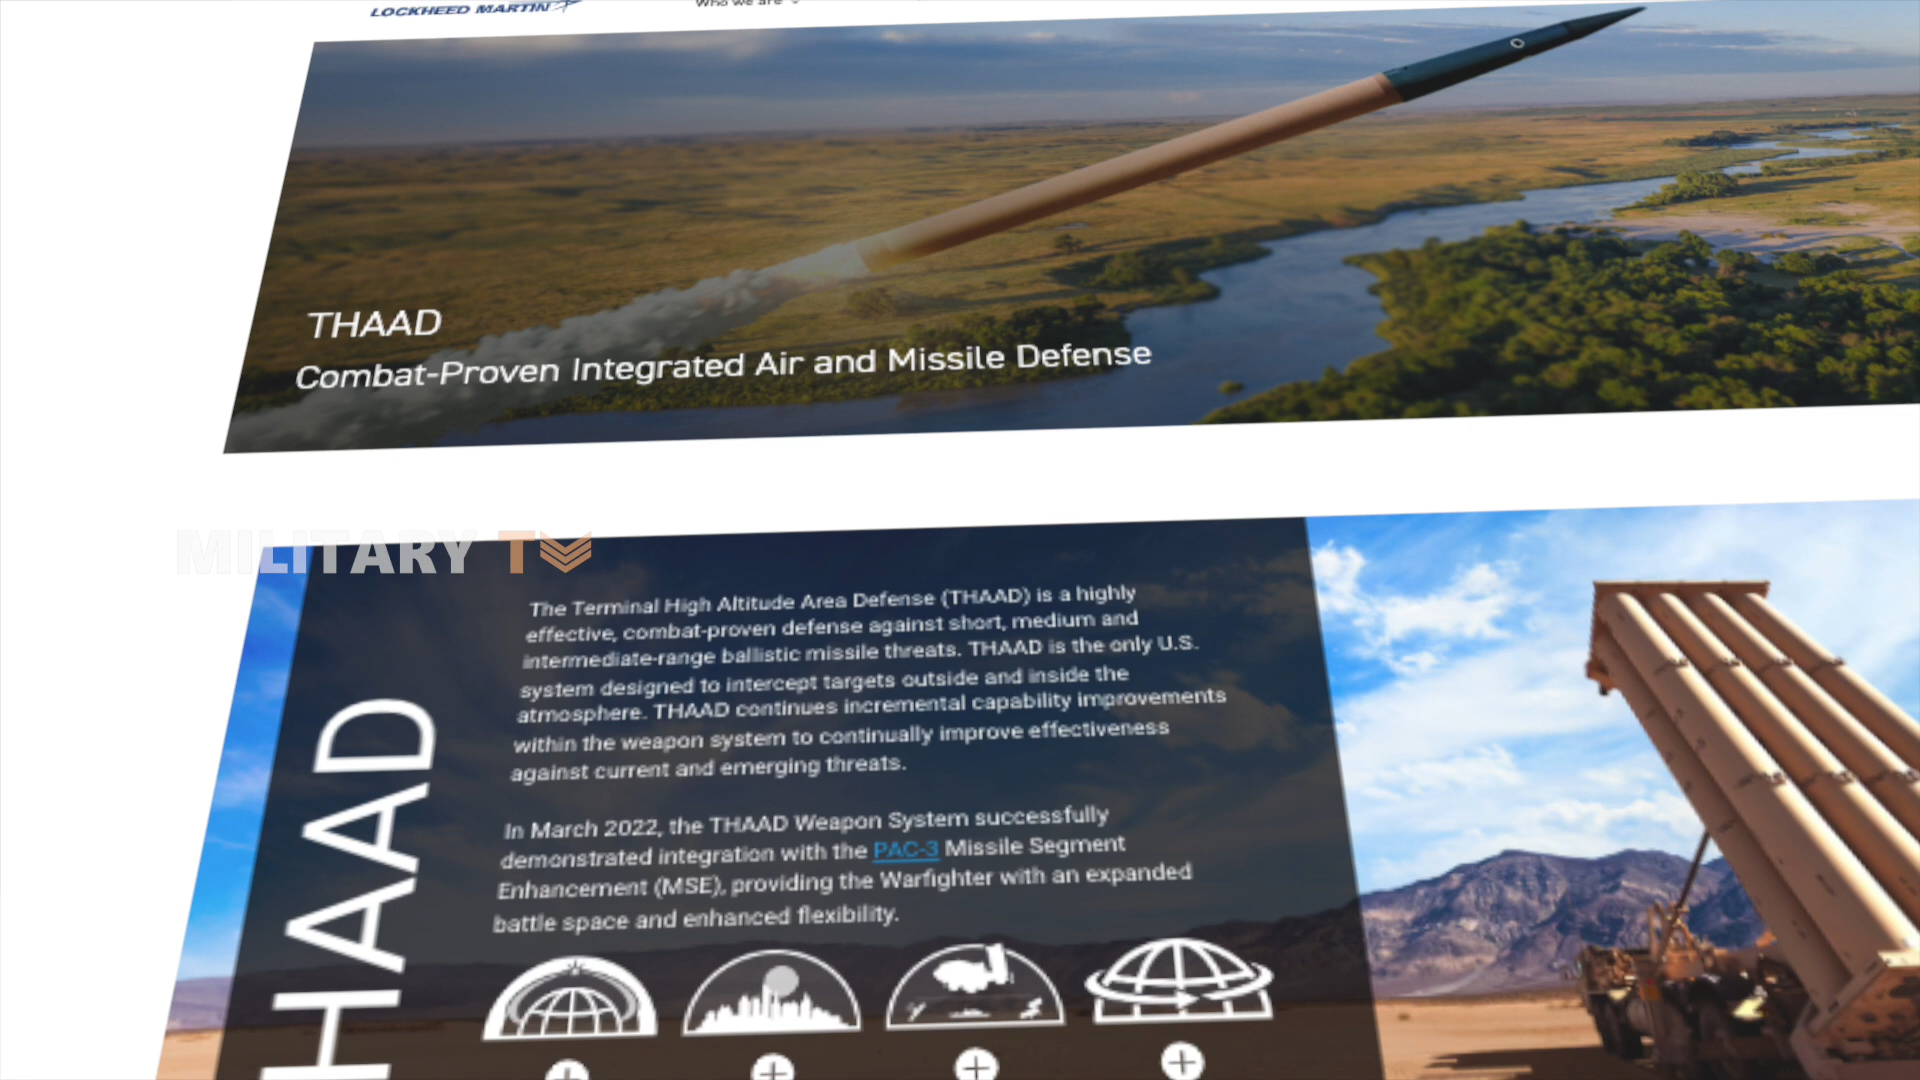 LOCKHEED MARTIN
Who we are
THAAD
Combat-Proven Integrated Air and Missile Defense
MILITARY TV
The Terminal High Altitude Area Defense (THAAD) is a highly
effective, combat-proven defense against short, medium and
intermediate-range ballistic missile threats. THAAD is the only U.S.
system designed to intercept targets outside and inside the
atmosphere. THAAD continues incremental capability improvements
within the weapon system to continually improve effectiveness
against current and emerging threats.
In March 2022, the THAAD Weapon System successfully
demonstrated integration with the PAC-3 Missile Segment
Enhancement (MSE), providing the Warfighter with an expanded
battle space and enhanced flexibility.
HAAD